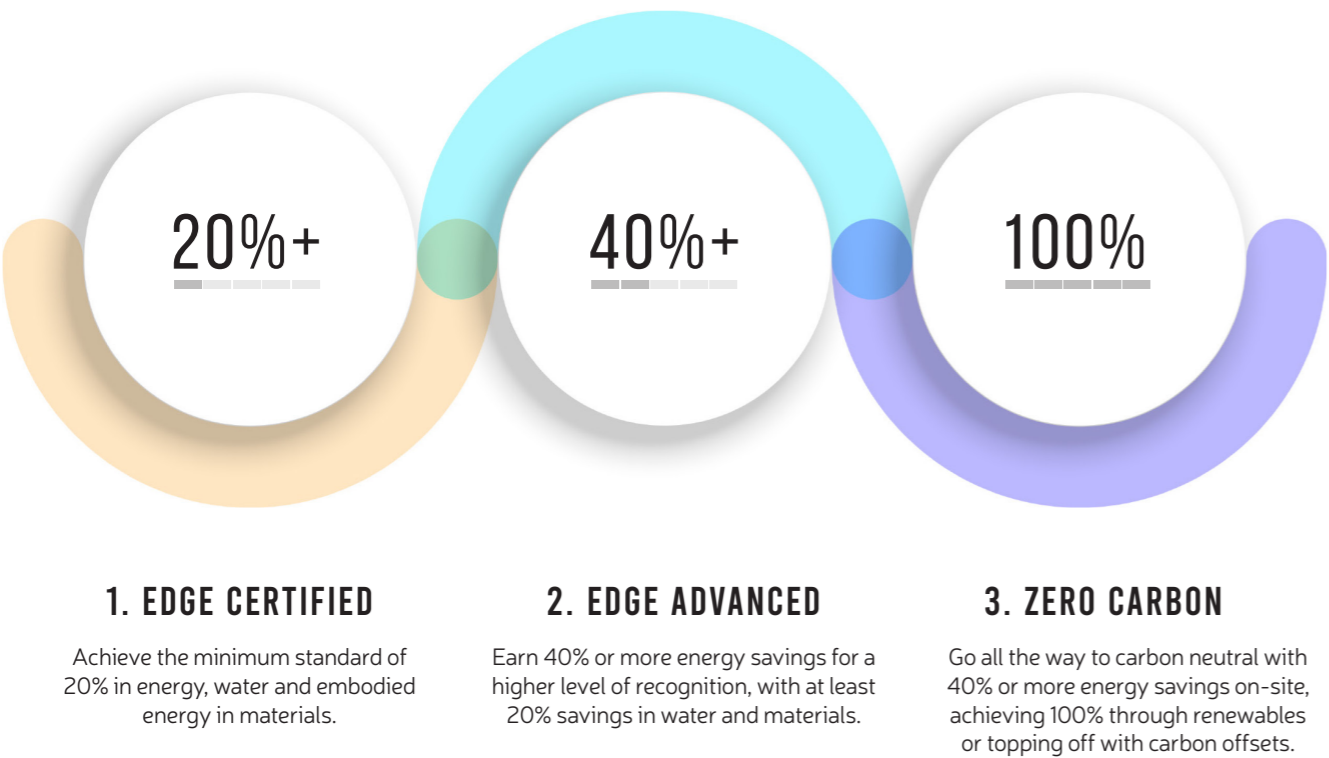 20%+
40%+
100%
1. EDGE CERTIFIED
Achieve the minimum standard of
20% in energy, water and embodied
energy in materials.
2. EDGE ADVANCED
Earn 40% or more energy savings for a
higher level of recognition, with at least
20% savings in water and materials.
3. ZERO CARBON
Go all the way to carbon neutral with
40% or more energy savings on-site,
achieving 100% through renewables
or topping off with carbon offsets.